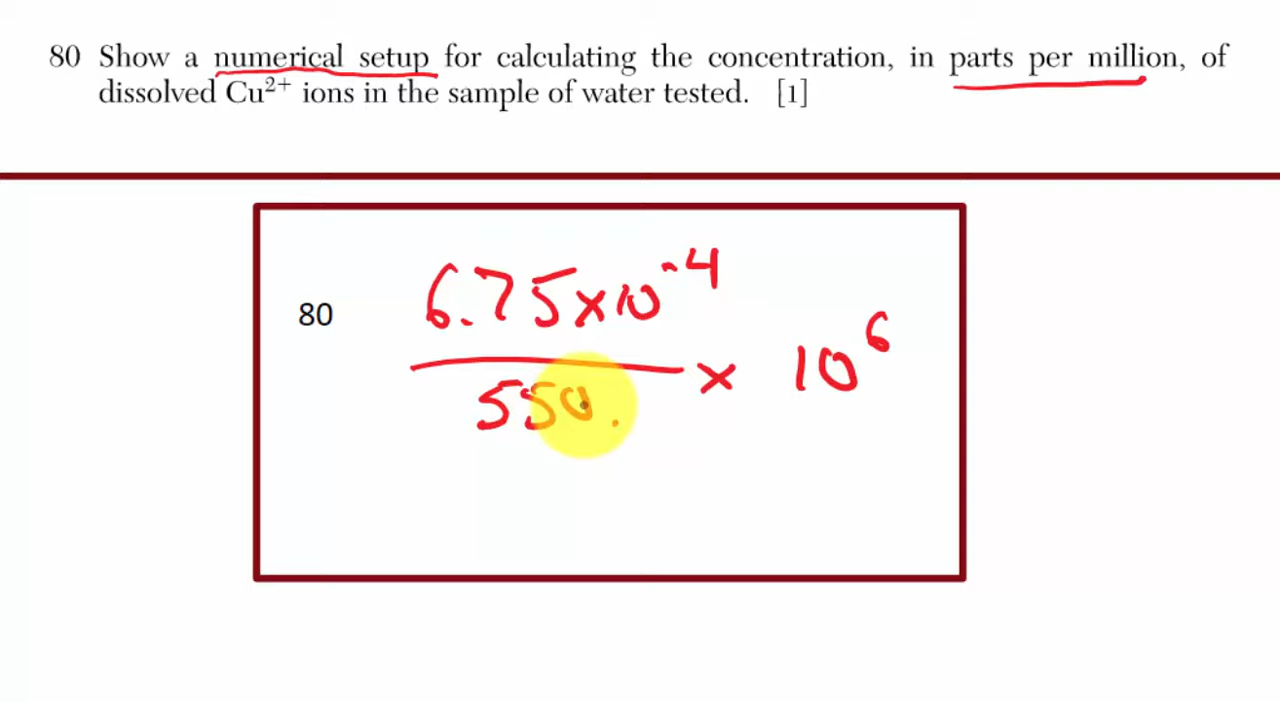 80 Show a numerical setup for calculating the concentration, in parts per million, of
dissolved Cu²⁺ ions in the sample of water tested. [1]
80
6.75×10⁻⁴
550. × 10⁶